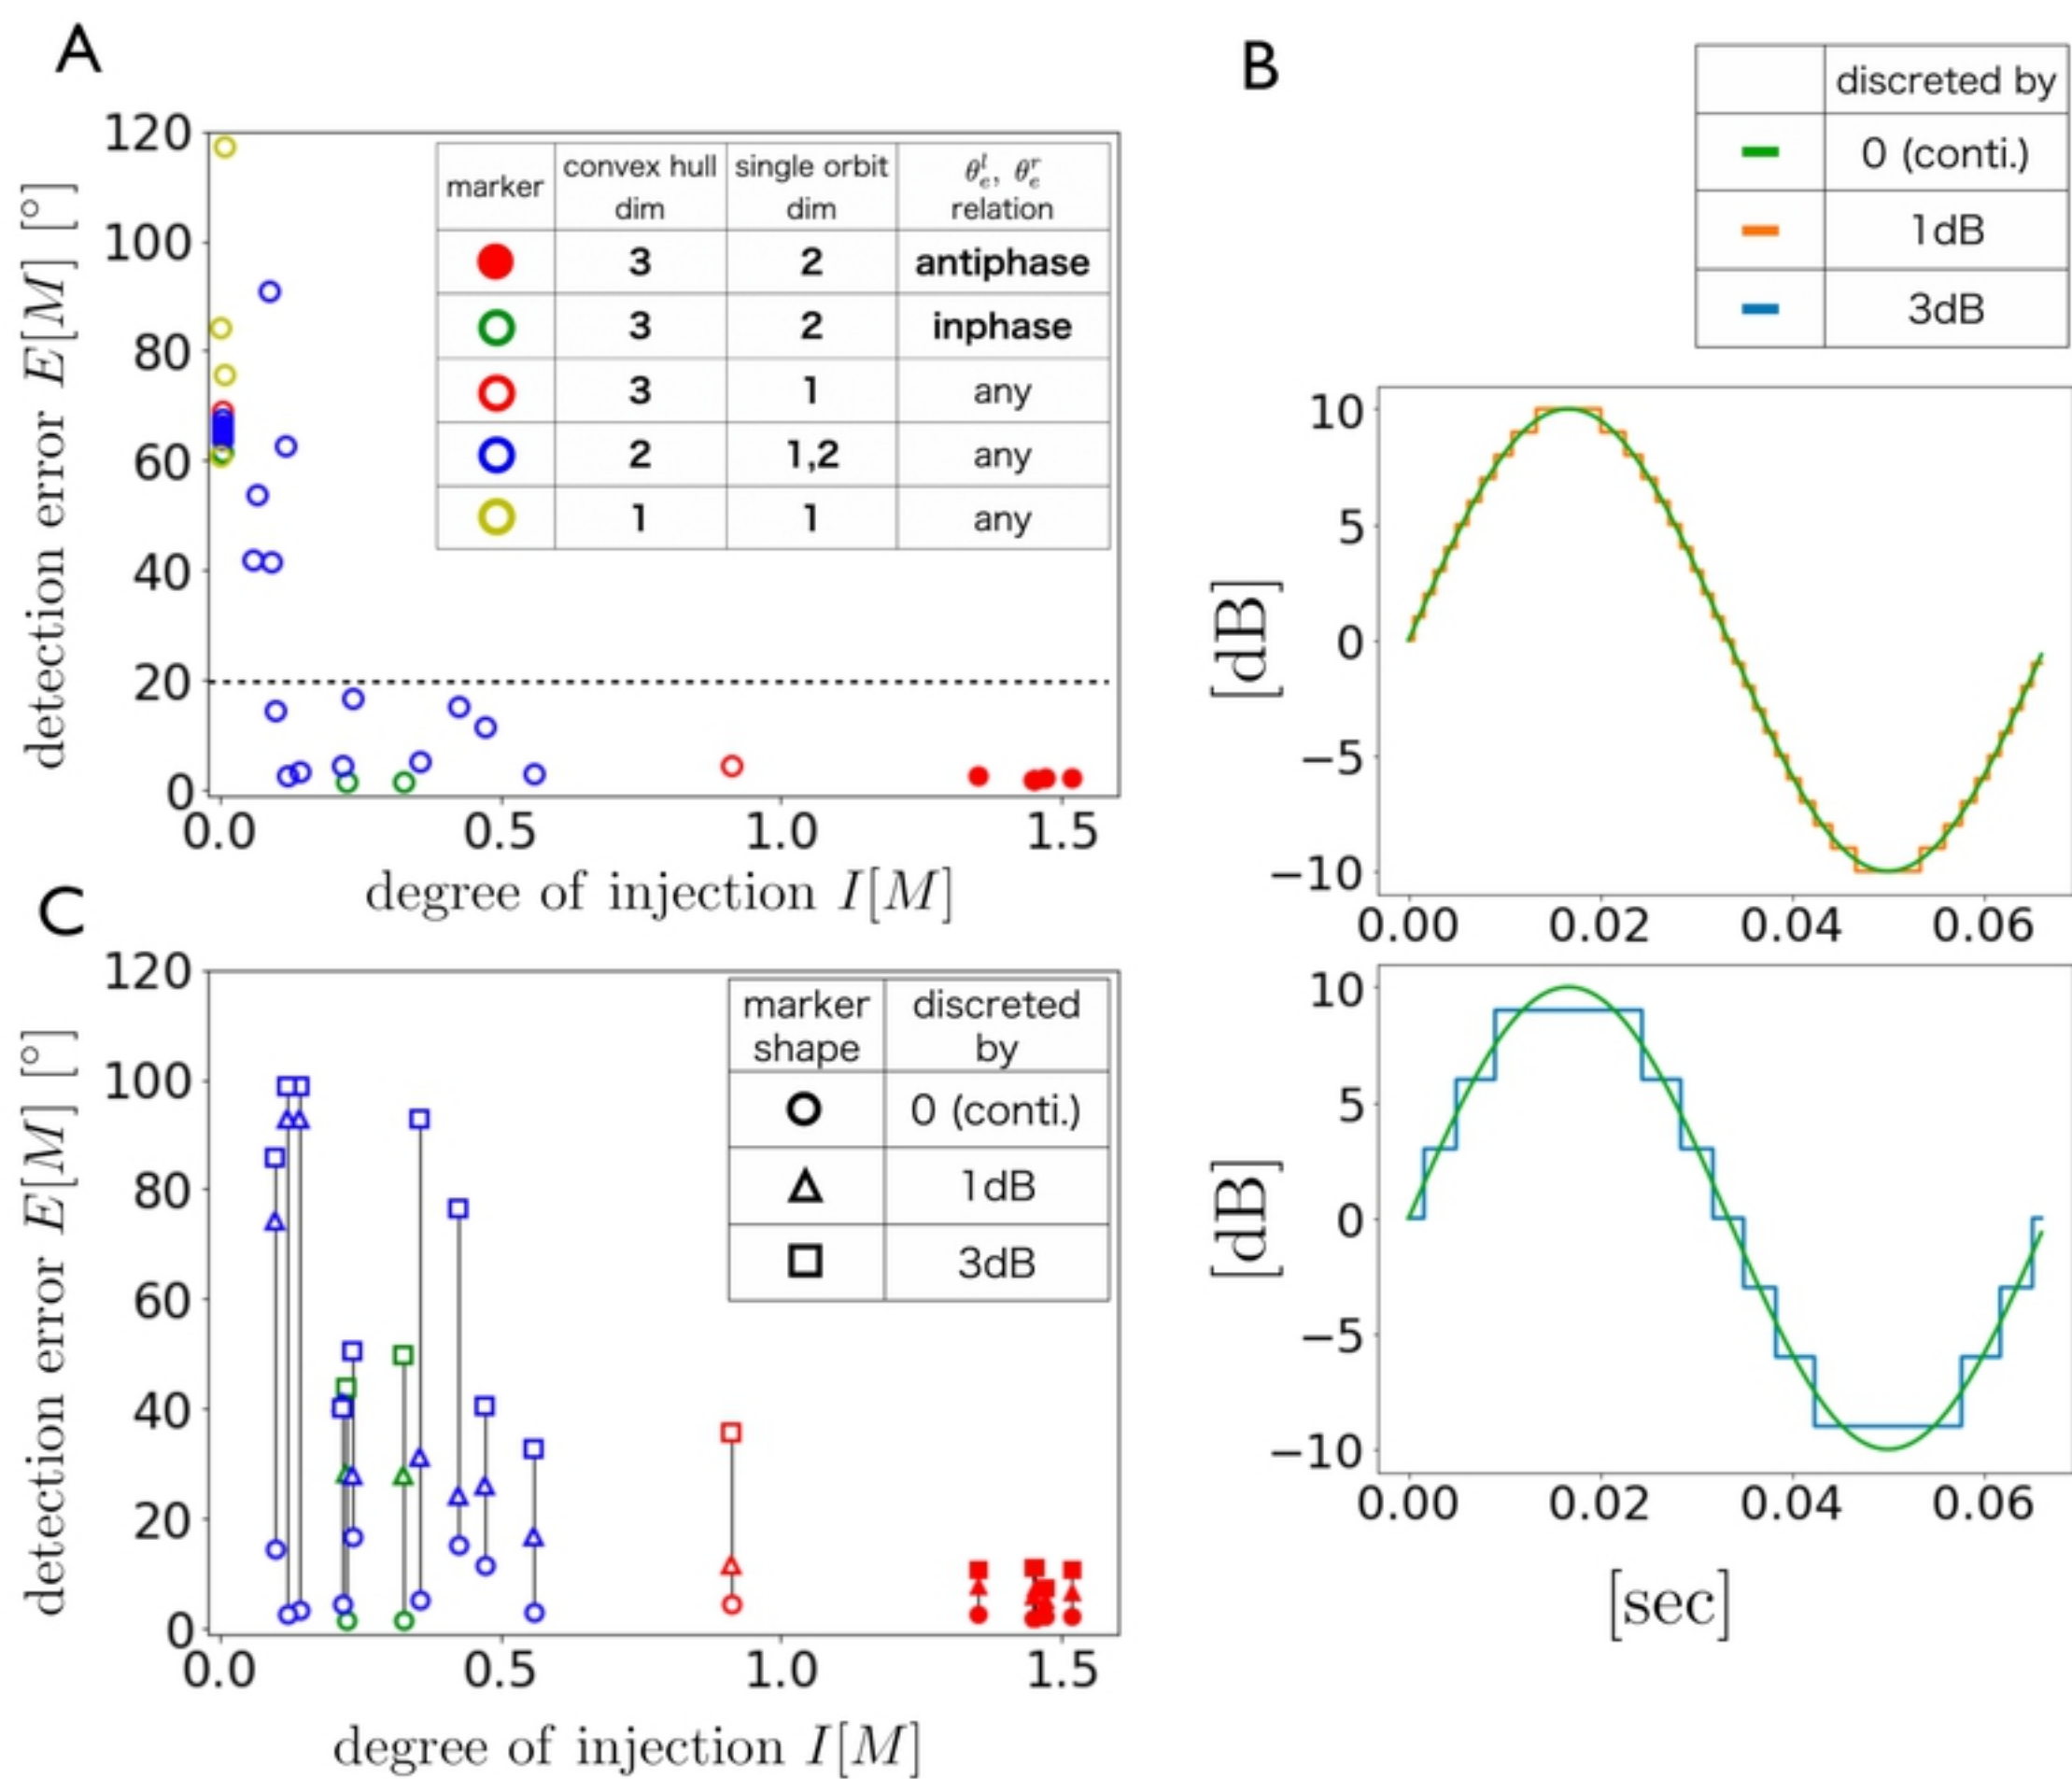 A
120
100
80
60
40
20
0
detection error E[M] [°]
marker
convex hull dim
single orbit dim
θ_e^l, θ_e^r relation
3 2 antiphase
3 2 inphase
3 1 any
2 1,2 any
1 1 any
0.0 0.5 1.0 1.5
degree of injection I[M]
B
discreted by
0 (conti.)
1dB
3dB
10
5
0
−5
−10
[dB]
0.00 0.02 0.04 0.06
10
5
0
−5
−10
[dB]
0.00 0.02 0.04 0.06
[sec]
C
120
100
80
60
40
20
0
detection error E[M] [°]
marker shape
discreted by
0 (conti.)
1dB
3dB
0.0 0.5 1.0 1.5
degree of injection I[M]